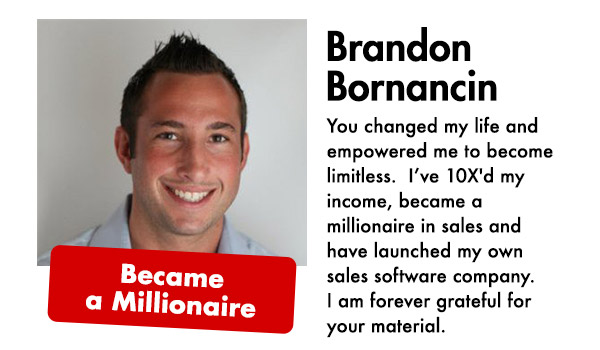 Brandon
Bornancin
You changed my life and
empowered me to become
limitless.  I've 10X'd my
income, became a
millionaire in sales and
have launched my own
sales software company.
I am forever grateful for
your material.
Became
a Millionaire